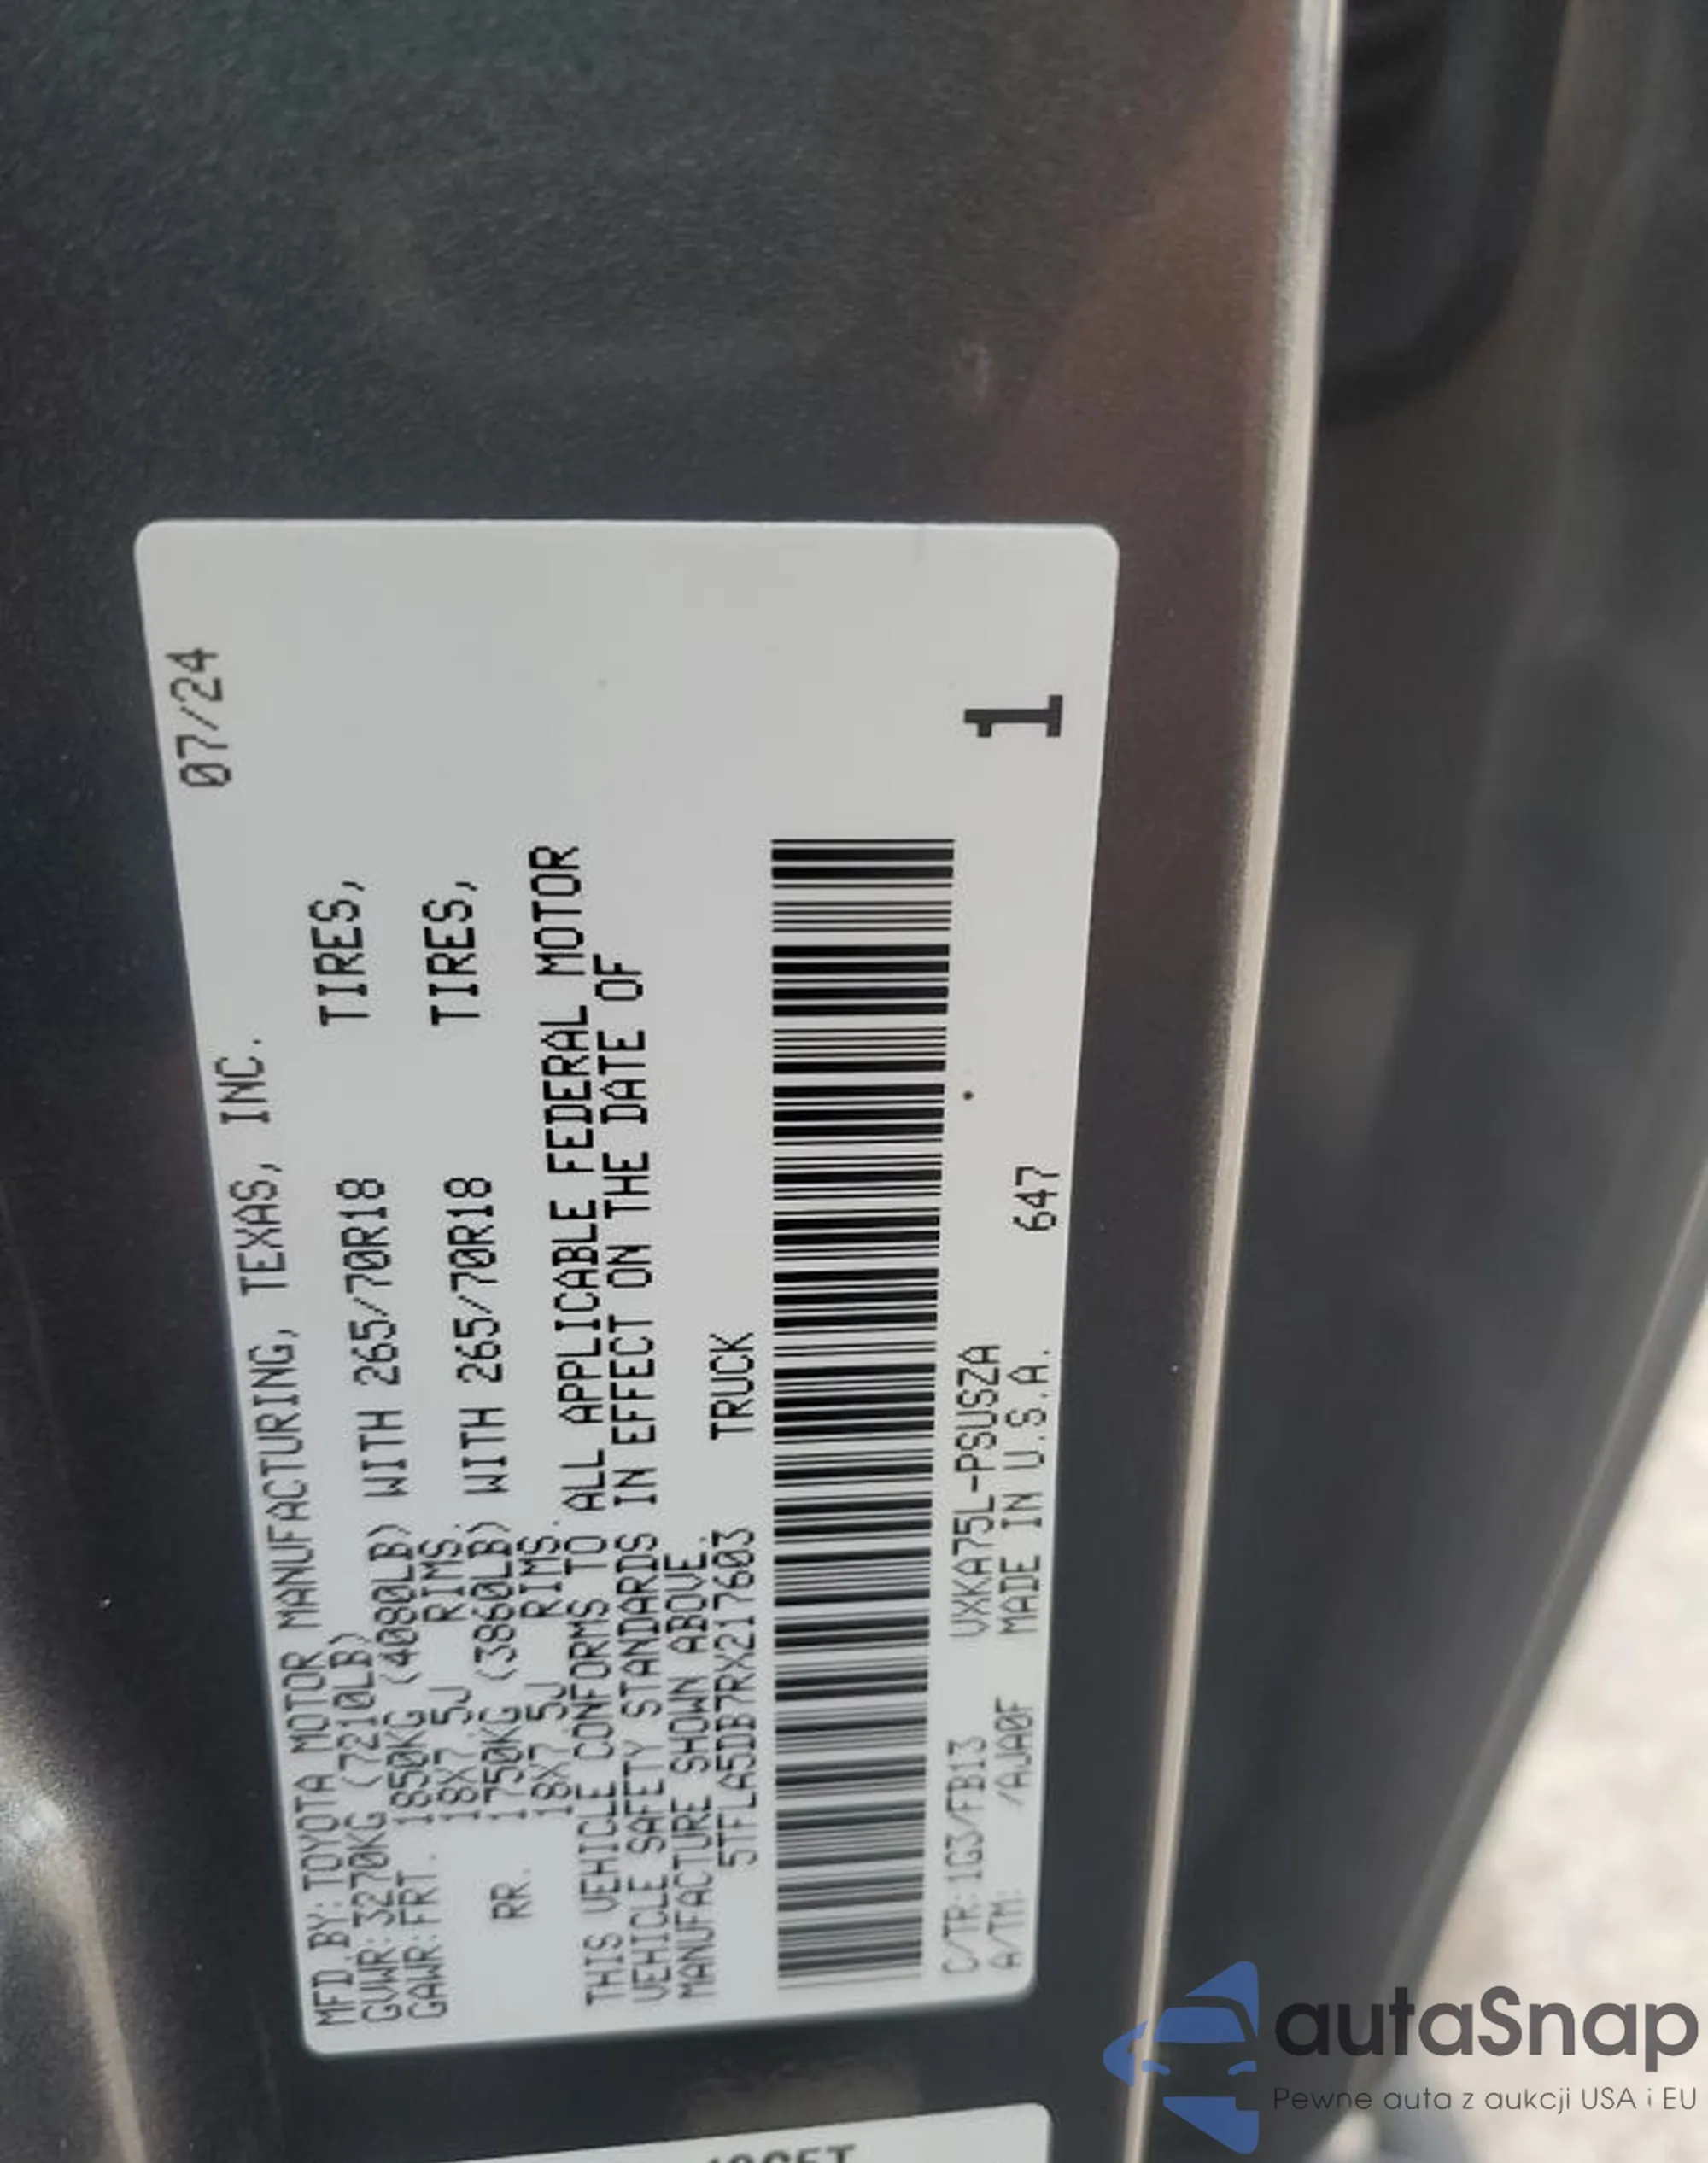 07/24
MFD BY: TOYOTA MOTOR MANUFACTURING, TEXAS, INC.
GVWR: 3270KG (7210LB)
GAWR: FRT. 1850KG (4080LB) WITH 265/70R18 TIRES,
18X7.5J RIMS.
RR. 1750KG (3860LB) WITH 265/70R18 TIRES,
18X7.5J RIMS.
THIS VEHICLE CONFORMS TO ALL APPLICABLE FEDERAL MOTOR
VEHICLE SAFETY STANDARDS IN EFFECT ON THE DATE OF
MANUFACTURE SHOWN ABOVE.
5TFLA5DB7RX217603 TRUCK
C/TR: 1G3/FB13 VXKA75L-PSUSZA
A/TM: /AJA0F MADE IN U.S.A. 647
1
autaSnap
Pewne auta z aukcji USA i EU